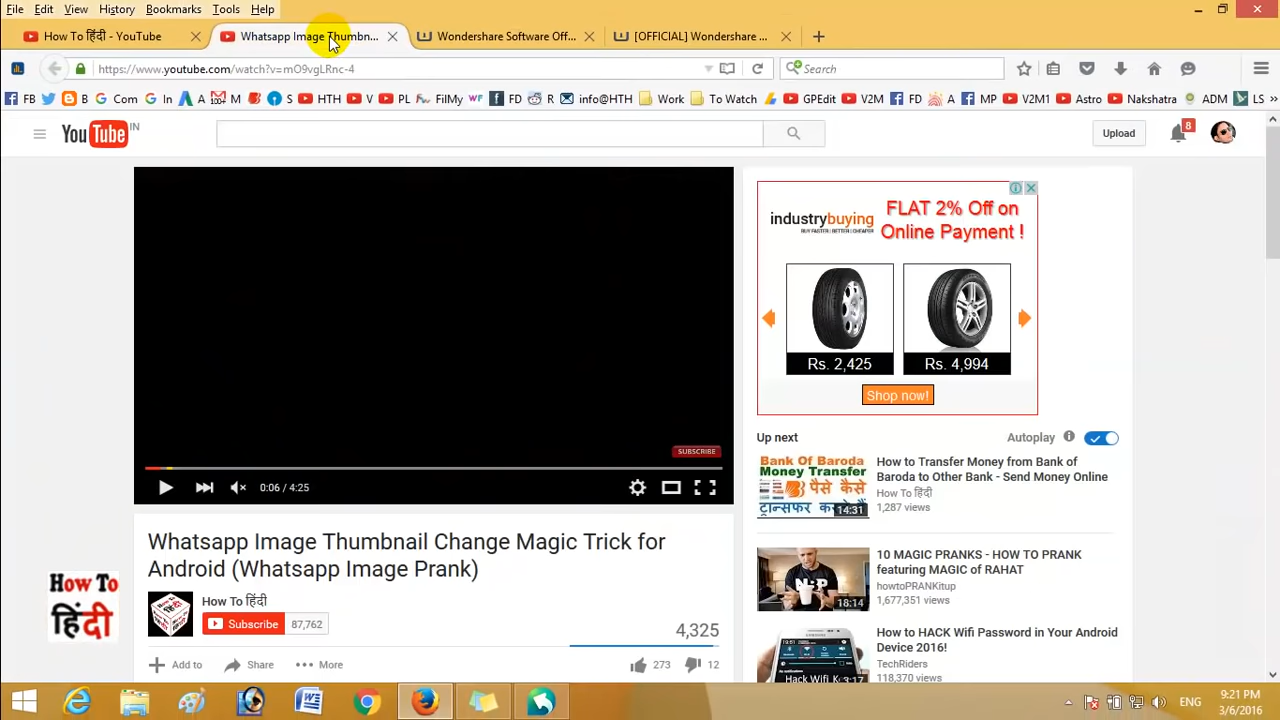 File Edit View History Bookmarks Tools Help
How To हिंदी - YouTube
Whatsapp Image Thumbn...
Wondershare Software Off...
[OFFICIAL] Wondershare ...
https://www.youtube.com/watch?v=mO9vgLRnc-4
Search
FB B Com In A M S HTH V PL FilMy FD R info@HTH Work To Watch GPEdit V2M FD A MP V2M1 Astro Nakshatra ADM LS »
YouTube IN
Upload
8
industrybuying
BUY FASTER | BETTER | CHEAPER
FLAT 2% Off on
Online Payment !
Rs. 2,425
Rs. 4,994
Shop now!
SUBSCRIBE
0:06 / 4:25
Up next
Autoplay
Bank Of Baroda
Money Transfer
पैसे कैसे
ट्रान्सफर करें
14:31
How to Transfer Money from Bank of
Baroda to Other Bank - Send Money Online
How To हिंदी
1,287 views
Whatsapp Image Thumbnail Change Magic Trick for
Android (Whatsapp Image Prank)
18:14
10 MAGIC PRANKS - HOW TO PRANK
featuring MAGIC of RAHAT
howtoPRANKitup
1,677,351 views
How To
हिंदी
How To हिंदी
Subscribe 87,762
4,325
Add to Share More
273 12
Hack Wifi
3:17
How to HACK Wifi Password in Your Android
Device 2016!
TechRiders
118,370 views
ENG
9:21 PM
3/6/2016